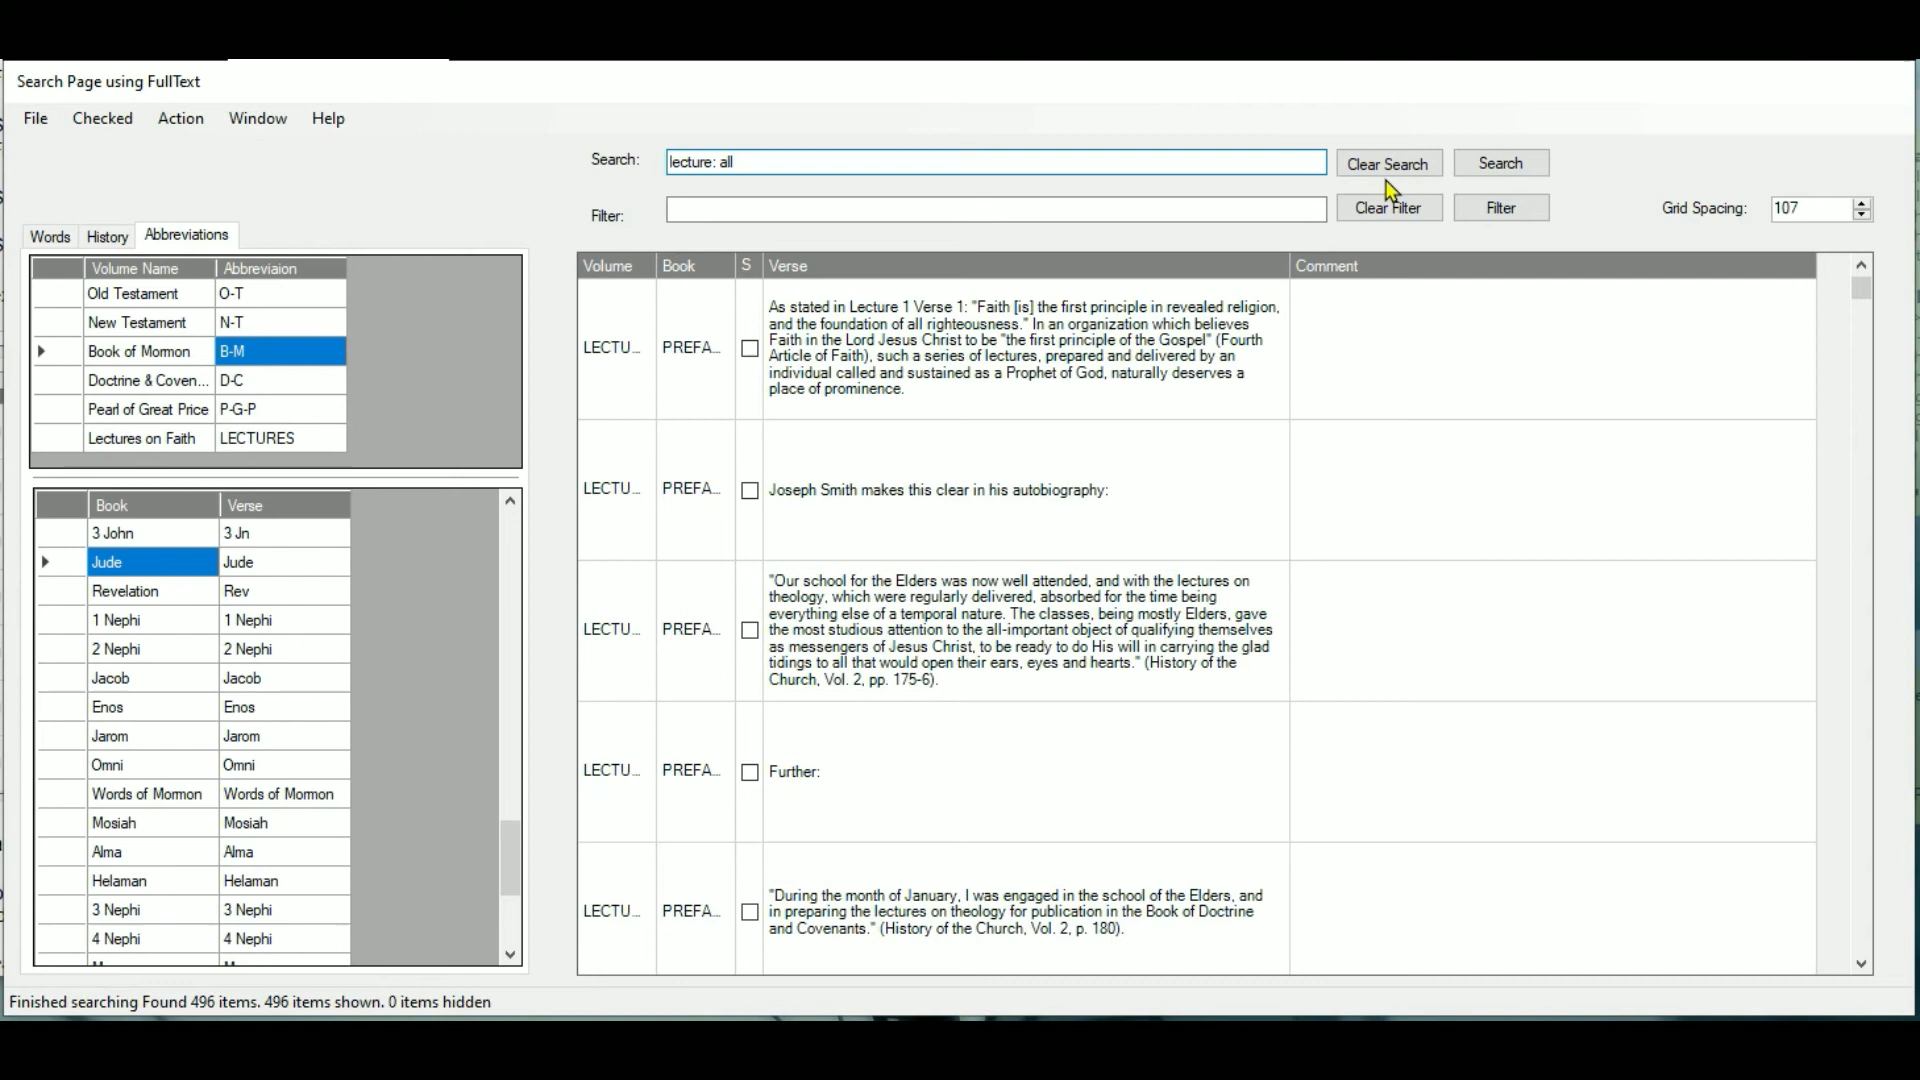 Search Page using FullText
File Checked Action Window Help
Search: lecture: all Clear Search Search
Filter: Clear Filter Filter Grid Spacing: 107
Words History Abbreviations
Volume Name Abbreviaion
Old Testament O-T
New Testament N-T
Book of Mormon B-M
Doctrine & Coven... D-C
Pearl of Great Price P-G-P
Lectures on Faith LECTURES
Book Verse
3 John 3 Jn
Jude Jude
Revelation Rev
1 Nephi 1 Nephi
2 Nephi 2 Nephi
Jacob Jacob
Enos Enos
Jarom Jarom
Omni Omni
Words of Mormon Words of Mormon
Mosiah Mosiah
Alma Alma
Helaman Helaman
3 Nephi 3 Nephi
4 Nephi 4 Nephi
Volume Book S Verse Comment
LECTU... PREFA...
As stated in Lecture 1 Verse 1: "Faith [is] the first principle in revealed religion,
and the foundation of all righteousness." In an organization which believes
Faith in the Lord Jesus Christ to be "the first principle of the Gospel" (Fourth
Article of Faith), such a series of lectures, prepared and delivered by an
individual called and sustained as a Prophet of God, naturally deserves a
place of prominence.
LECTU... PREFA... Joseph Smith makes this clear in his autobiography:
LECTU... PREFA...
"Our school for the Elders was now well attended, and with the lectures on
theology, which were regularly delivered, absorbed for the time being
everything else of a temporal nature. The classes, being mostly Elders, gave
the most studious attention to the all-important object of qualifying themselves
as messengers of Jesus Christ, to be ready to do His will in carrying the glad
tidings to all that would open their ears, eyes and hearts." (History of the
Church, Vol. 2, pp. 175-6).
LECTU... PREFA... Further:
LECTU... PREFA...
"During the month of January, I was engaged in the school of the Elders, and
in preparing the lectures on theology for publication in the Book of Doctrine
and Covenants." (History of the Church, Vol. 2, p. 180).
Finished searching Found 496 items. 496 items shown. 0 items hidden